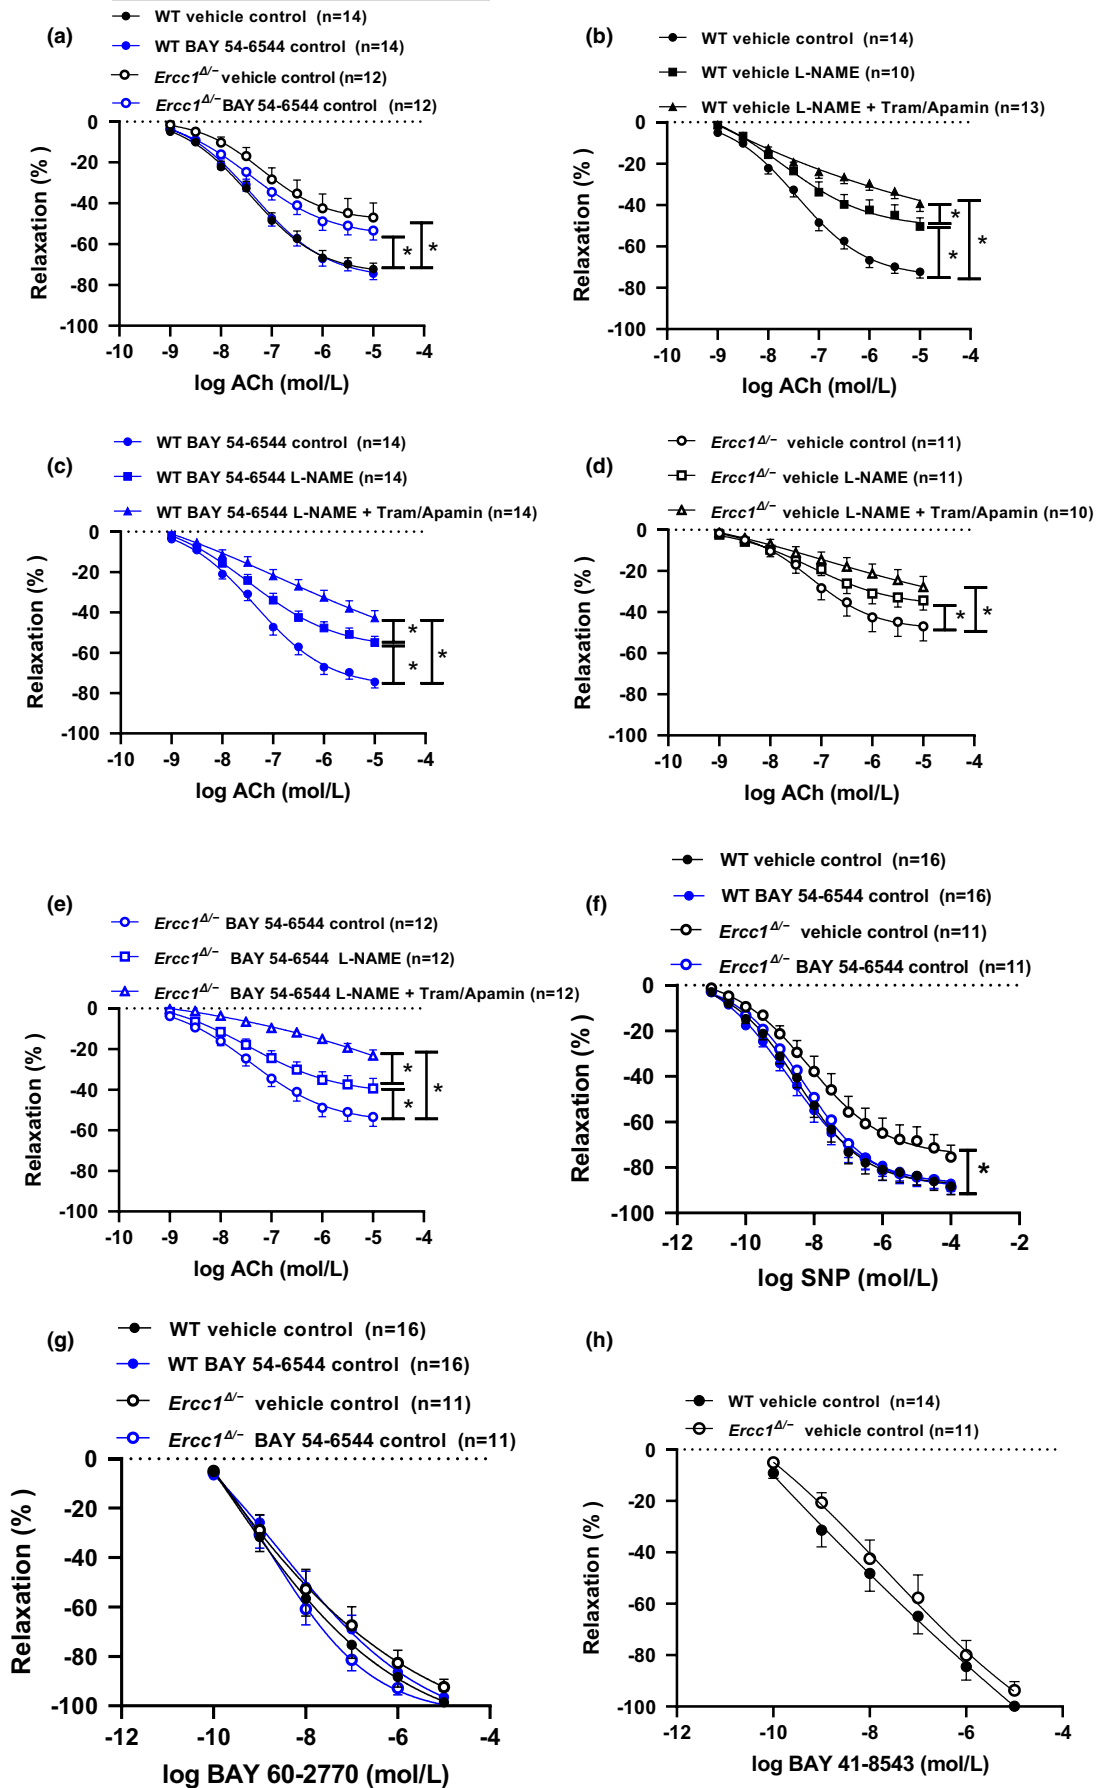 (a)
WT vehicle control (n=14)
WT BAY 54-6544 control (n=14)
Ercc1Δ/− vehicle control (n=12)
Ercc1Δ/− BAY 54-6544 control (n=12)
0
-20
-40
-60
-80
-100
Relaxation (% )
* *
-10 -9 -8 -7 -6 -5 -4
log ACh (mol/L)
(b)
WT vehicle control (n=14)
WT vehicle L-NAME (n=10)
WT vehicle L-NAME + Tram/Apamin (n=13)
0
-20
-40
-60
-80
-100
Relaxation (% )
*
* *
-10 -9 -8 -7 -6 -5 -4
log ACh (mol/L)
(c)
WT BAY 54-6544 control (n=14)
WT BAY 54-6544 L-NAME (n=14)
WT BAY 54-6544 L-NAME + Tram/Apamin (n=14)
0
-20
-40
-60
-80
-100
Relaxation (% )
*
* *
-10 -9 -8 -7 -6 -5 -4
log ACh (mol/L)
(d)
Ercc1Δ/− vehicle control (n=11)
Ercc1Δ/− vehicle L-NAME (n=11)
Ercc1Δ/− vehicle L-NAME + Tram/Apamin (n=10)
0
-20
-40
-60
-80
-100
Relaxation (% )
* *
-10 -9 -8 -7 -6 -5 -4
log ACh (mol/L)
(e)
Ercc1Δ/− BAY 54-6544 control (n=12)
Ercc1Δ/− BAY 54-6544 L-NAME (n=12)
Ercc1Δ/− BAY 54-6544 L-NAME + Tram/Apamin (n=12)
0
-20
-40
-60
-80
-100
Relaxation (% )
*
* *
-10 -9 -8 -7 -6 -5 -4
log ACh (mol/L)
(f)
WT vehicle control (n=16)
WT BAY 54-6544 control (n=16)
Ercc1Δ/− vehicle control (n=11)
Ercc1Δ/− BAY 54-6544 control (n=11)
0
-20
-40
-60
-80
-100
Relaxation (% )
*
-12 -10 -8 -6 -4 -2
log SNP (mol/L)
(g)
WT vehicle control (n=16)
WT BAY 54-6544 control (n=16)
Ercc1Δ/− vehicle control (n=11)
Ercc1Δ/− BAY 54-6544 control (n=11)
0
-20
-40
-60
-80
-100
Relaxation (% )
-12 -10 -8 -6 -4
log BAY 60-2770 (mol/L)
(h)
WT vehicle control (n=14)
Ercc1Δ/− vehicle control (n=11)
0
-20
-40
-60
-80
-100
Relaxation (% )
-12 -10 -8 -6 -4
log BAY 41-8543 (mol/L)